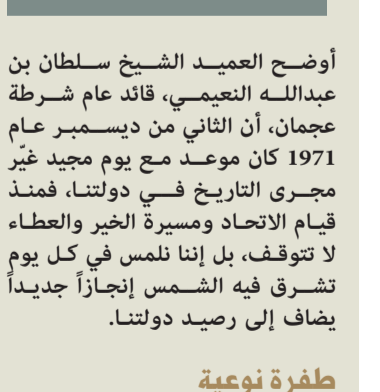 أوضح العميد الشيخ سلطان بن
عبدالله النعيمي، قائد عام شرطة
عجمان، أن الثاني من ديسمبر عام
1971 كان موعد مع يوم مجيد غيّر
مجرى التاريخ في دولتنا، فمنذ
قيام الاتحاد ومسيرة الخير والعطاء
لا تتوقف، بل إننا نلمس في كل يوم
تشرق فيه الشمس إنجازاً جديداً
يضاف إلى رصيد دولتنا.
طفرة نوعية